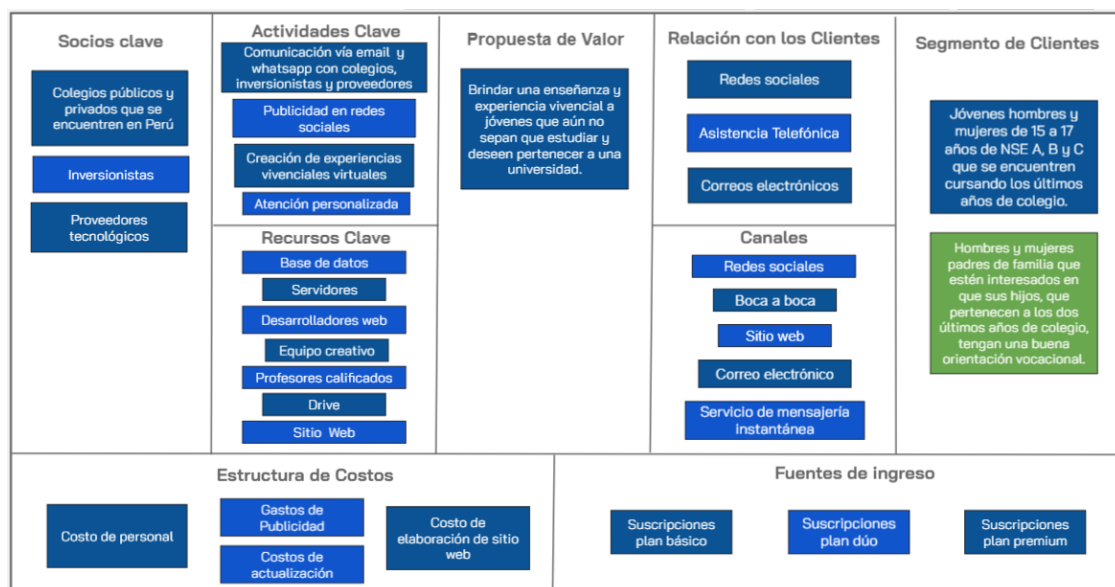 Socios clave
Colegios públicos y
privados que se
encuentren en Perú
Inversionistas
Proveedores
tecnológicos
Actividades Clave
Comunicación vía email y
whatsapp con colegios,
inversionistas y proveedores
Publicidad en redes
sociales
Creación de experiencias
vivenciales virtuales
Atención personalizada
Recursos Clave
Base de datos
Servidores
Desarrolladores web
Equipo creativo
Profesores calificados
Drive
Sitio Web
Propuesta de Valor
Brindar una enseñanza y
experiencia vivencial a
jóvenes que aún no
sepan que estudiar y
deseen pertenecer a una
universidad.
Relación con los Clientes
Redes sociales
Asistencia Telefónica
Correos electrónicos
Canales
Redes sociales
Boca a boca
Sitio web
Correo electrónico
Servicio de mensajería
instantánea
Segmento de Clientes
Jóvenes hombres y
mujeres de 15 a 17
años de NSE A, B y C
que se encuentren
cursando los últimos
años de colegio.
Hombres y mujeres
padres de familia que
estén interesados en
que sus hijos, que
pertenecen a los dos
últimos años de colegio,
tengan una buena
orientación vocacional.
Estructura de Costos
Costo de personal
Gastos de
Publicidad
Costos de
actualización
Costo de
elaboración de sitio
web
Fuentes de ingreso
Suscripciones
plan básico
Suscripciones
plan dúo
Suscripciones
plan premium